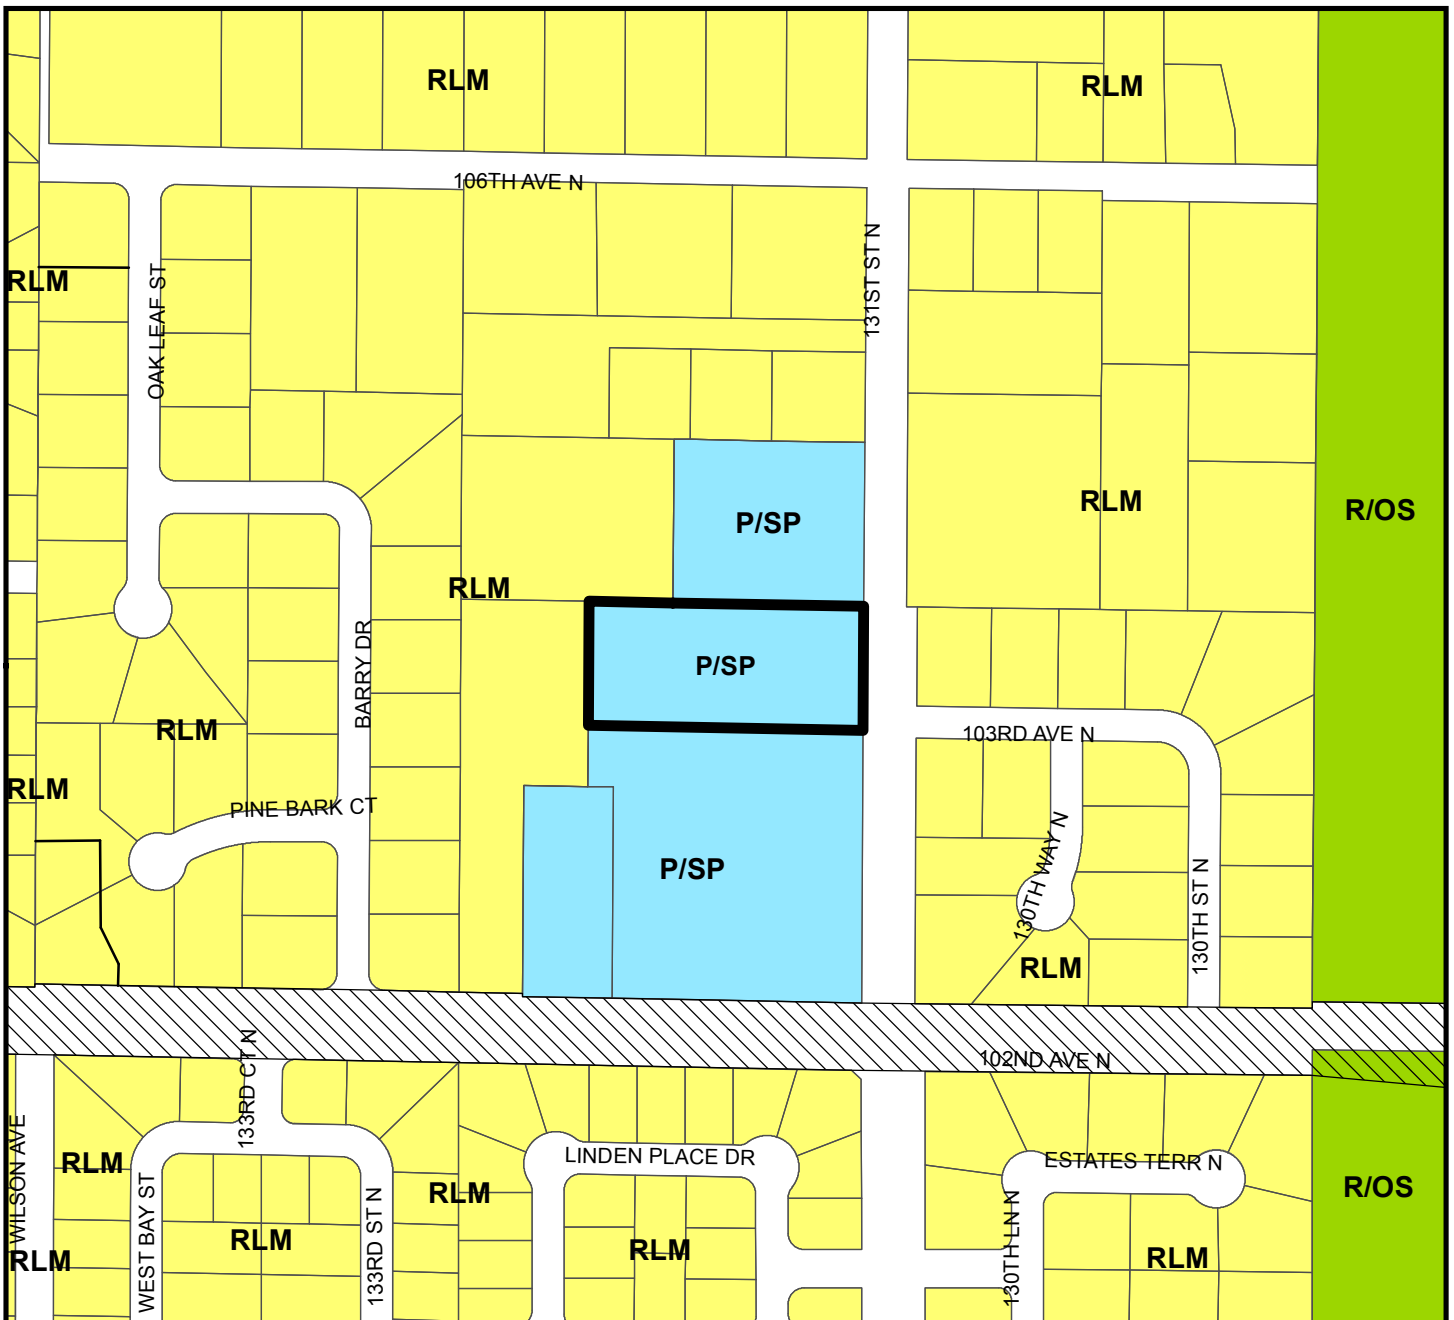 RLM
RLM
106TH AVE N
131ST ST N
RLM
OAK LEAF ST
RLM
R/OS
P/SP
RLM
BARRY DR
P/SP
RLM
103RD AVE N
RLM
PINE BARK CT
P/SP
130TH WAY N
130TH ST N
RLM
133RD CT N
102ND AVE N
WILSON AVE
RLM
LINDEN PLACE DR
ESTATES TERR N
WEST BAY ST
133RD ST N
RLM
130TH LN N
R/OS
RLM
RLM
RLM
RLM